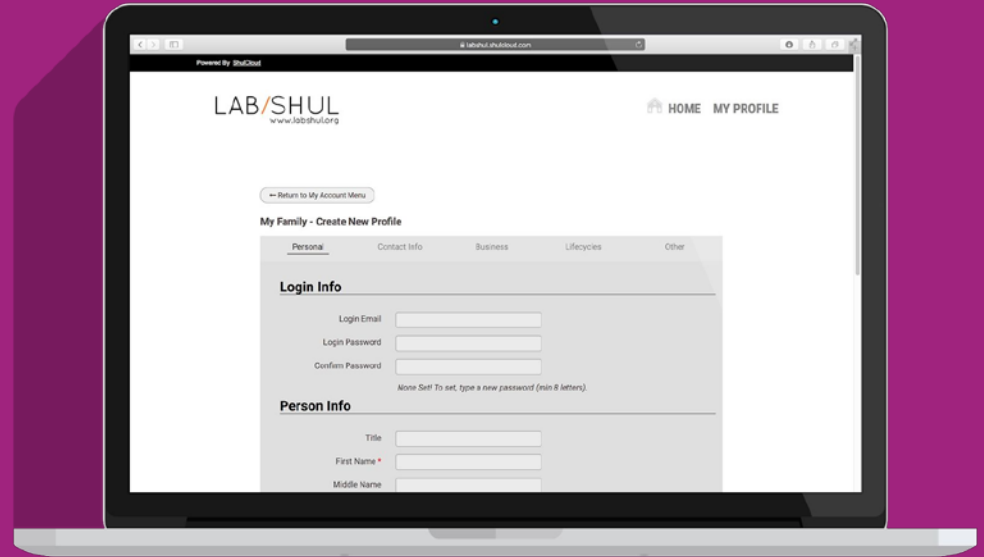 labshul.shulcloud.com
Powered By ShulCloud
LAB/SHUL
www.labshul.org
HOME MY PROFILE
← Return to My Account Menu
My Family - Create New Profile
Personal Contact Info Business Lifecycles Other
Login Info
Login Email
Login Password
Confirm Password
None Set! To set, type a new password (min 8 letters).
Person Info
Title
First Name *
Middle Name